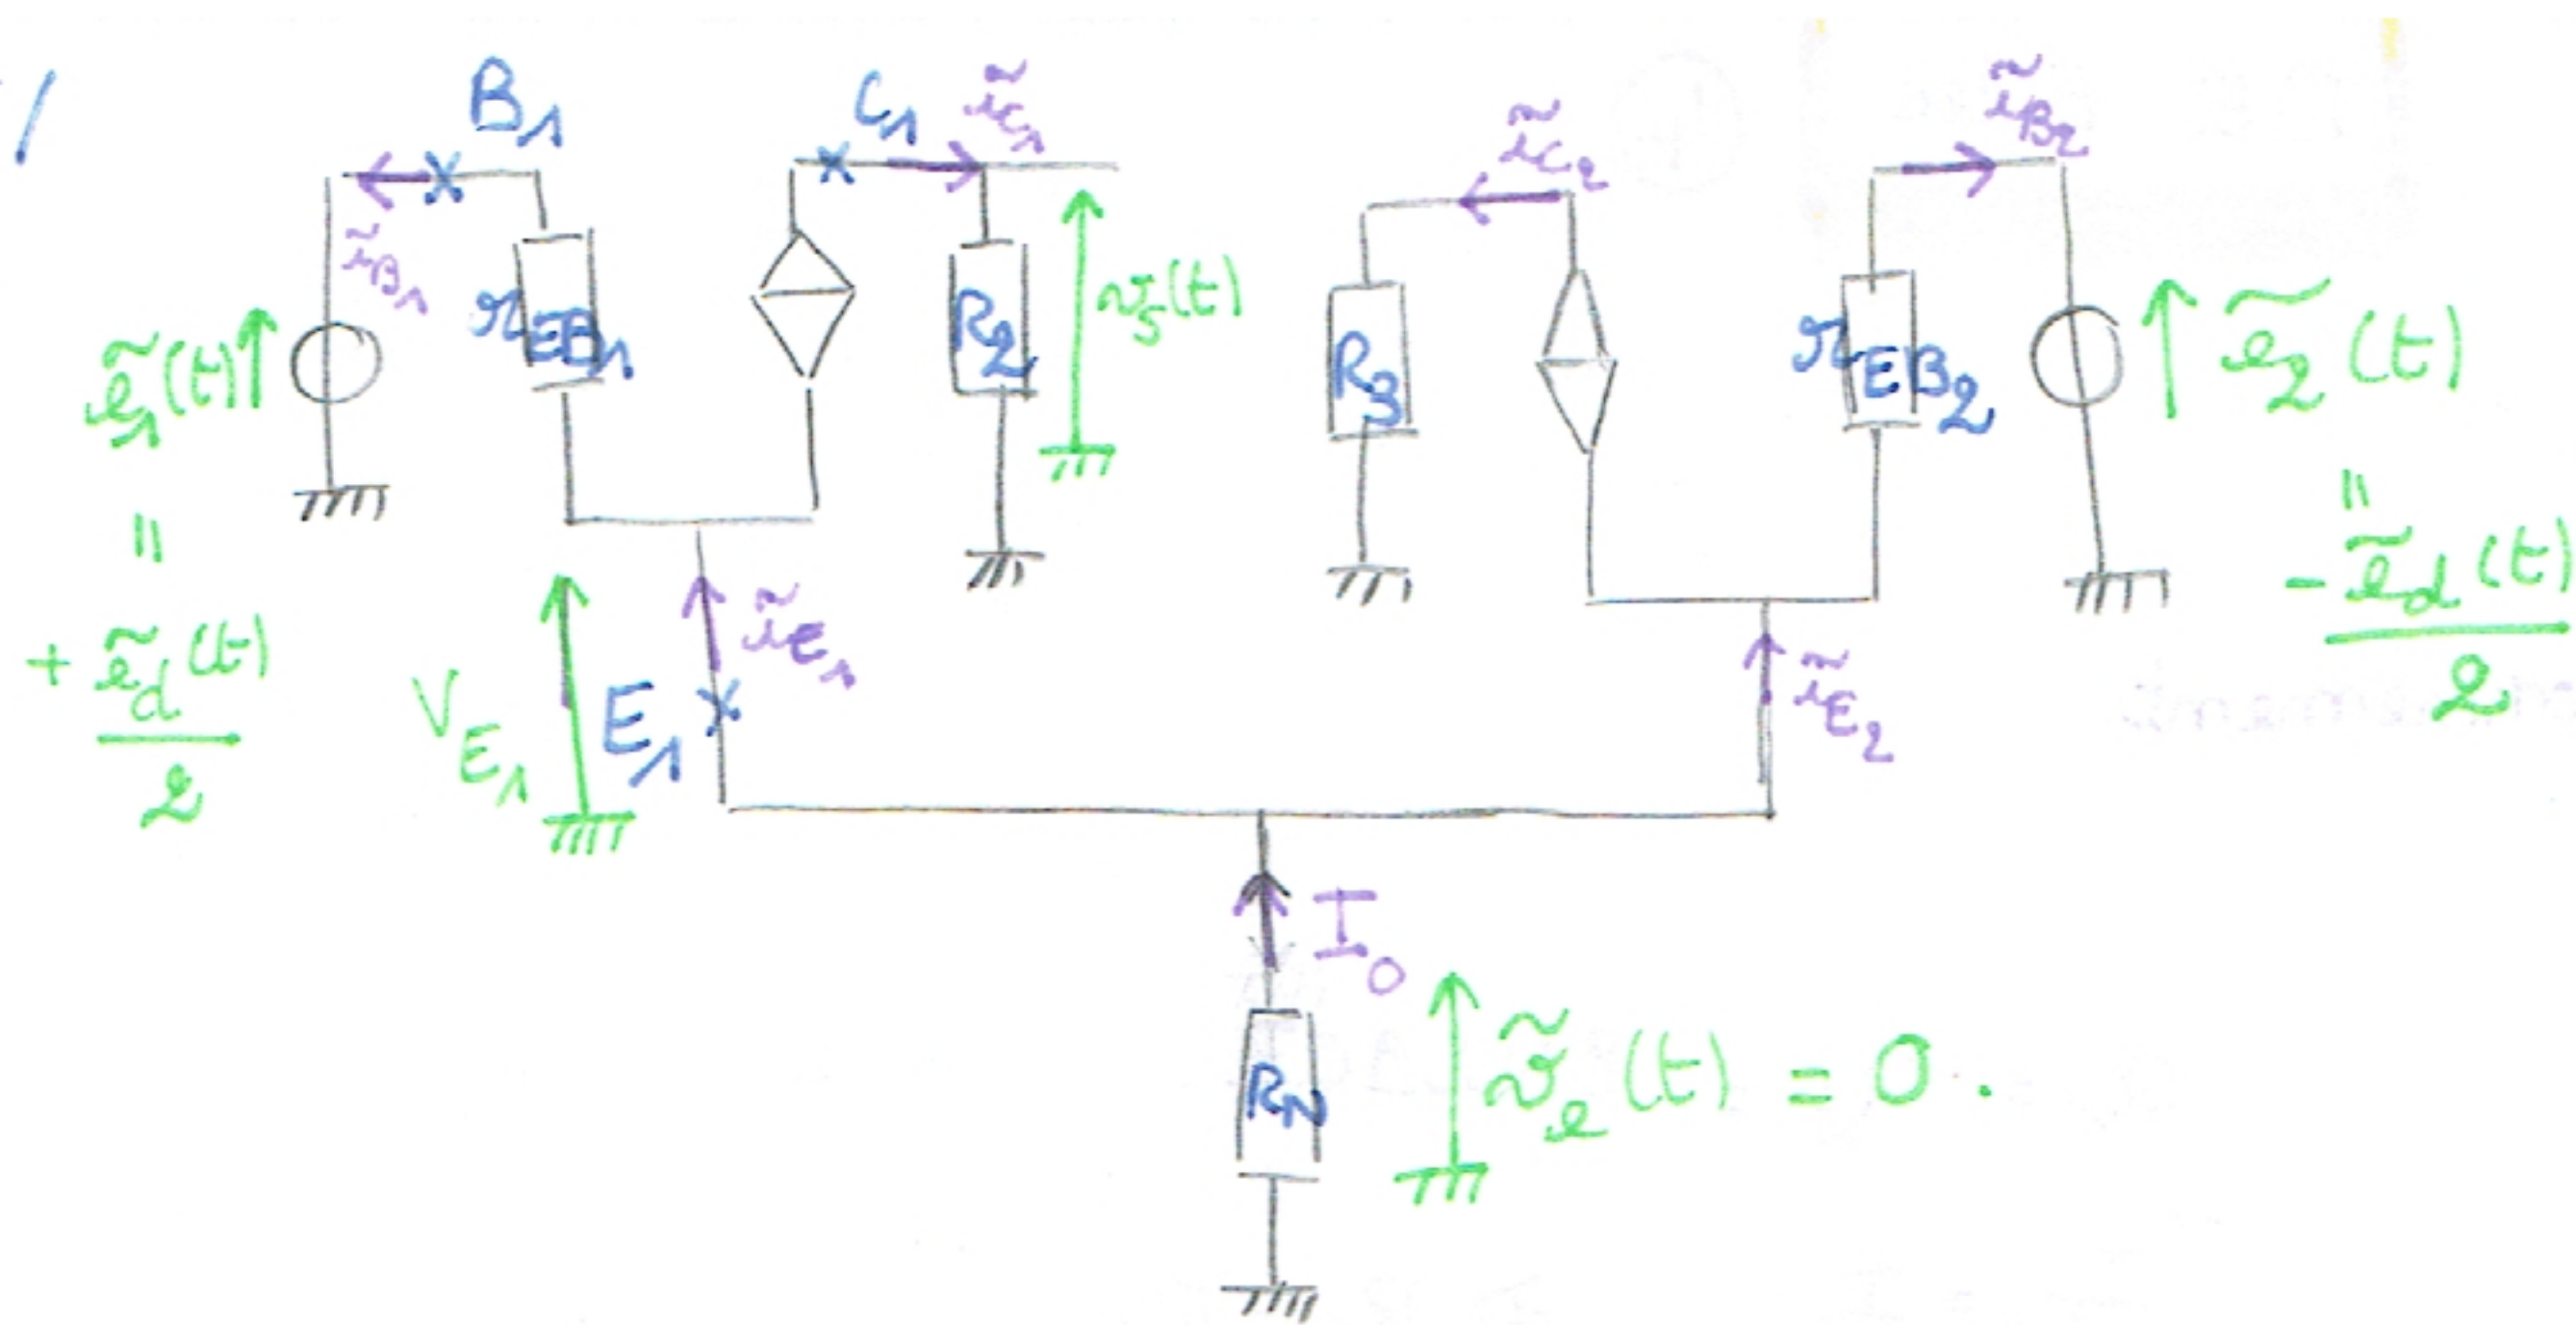 /
B₁
C₁
ĩC₁
ĩC₂
ĩB₂
ĩB₁
ẽ₁(t)
rEB₁
R₂
vs(t)
R₃
rEB₂
ẽ₂(t)
=
+ ẽd(t)/2
=
- ẽd(t)/2
VE₁
E₁
ĩE₁
ĩE₂
I₀
RN
ṽe(t) = 0.